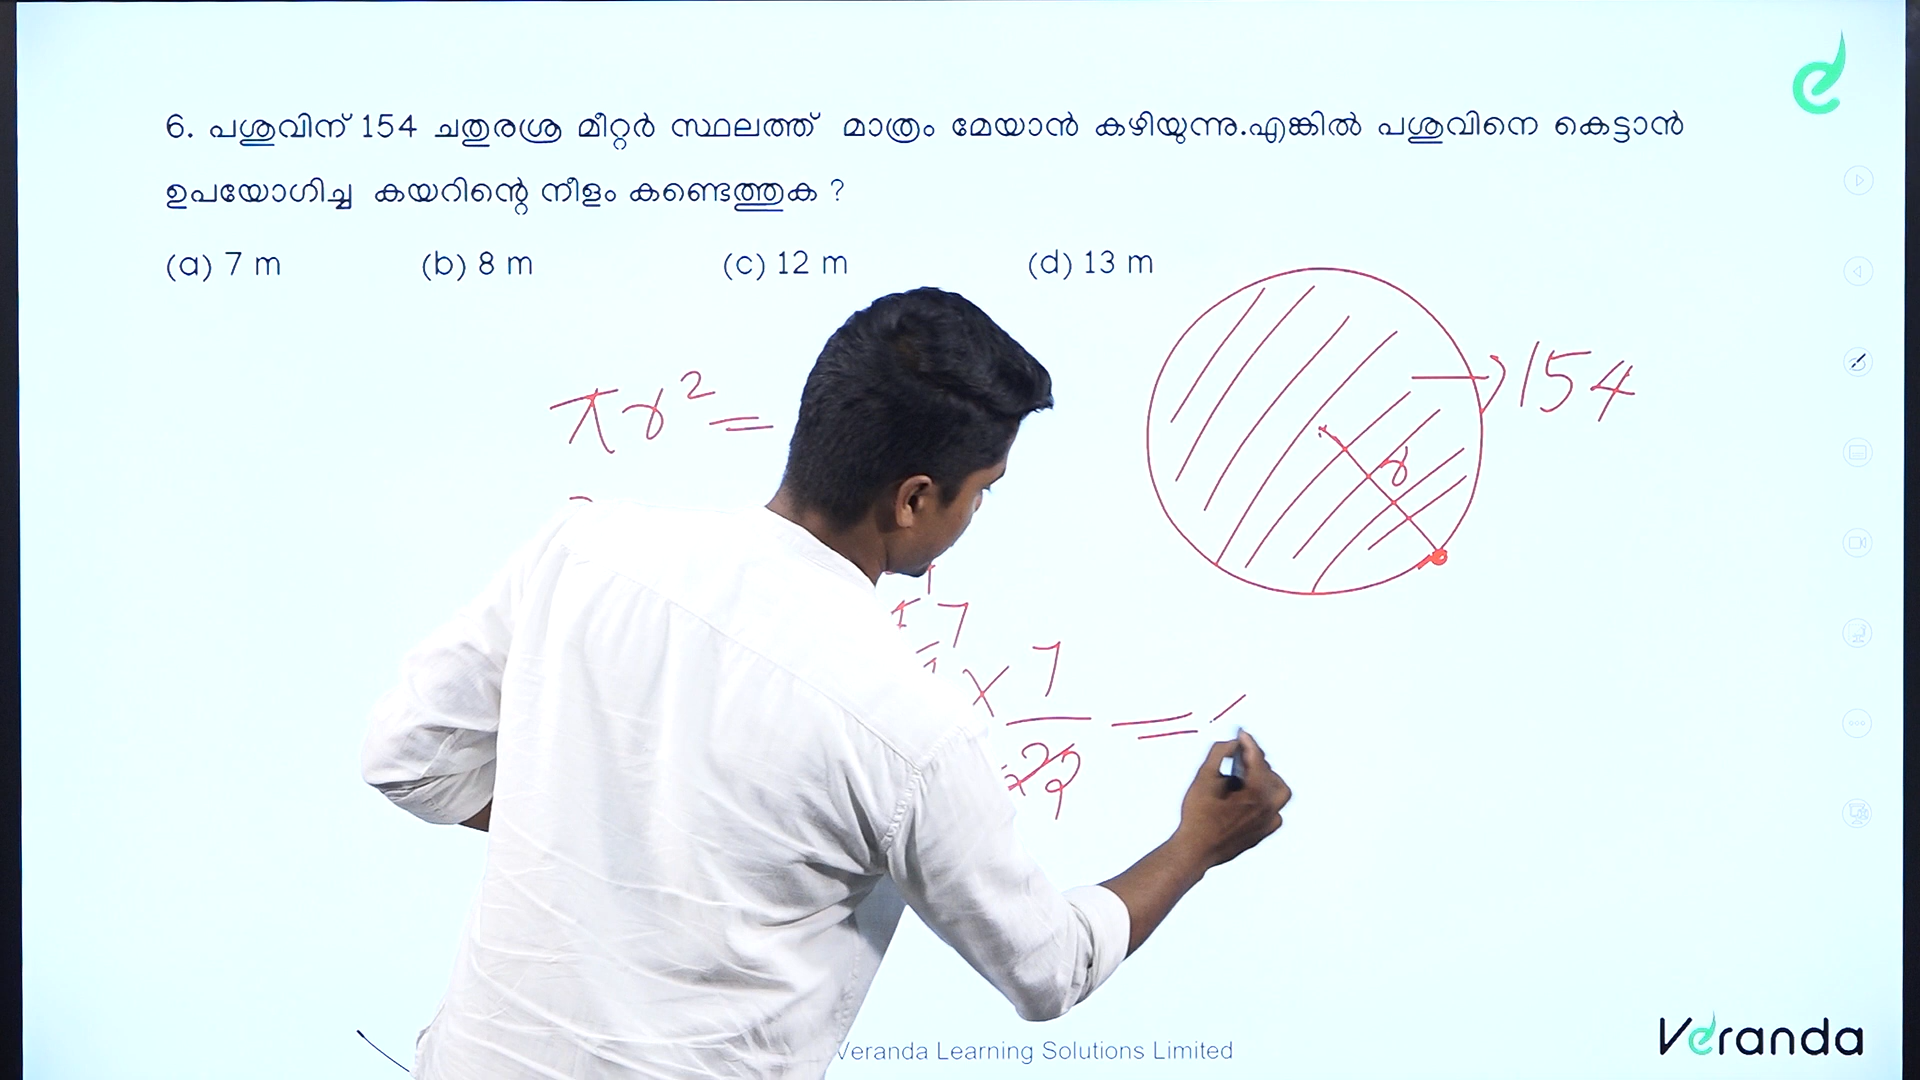 6. പശുവിന് 154 ചതുരശ്ര മീറ്റർ സ്ഥലത്ത് മാത്രം മേയാൻ കഴിയുന്നു.എങ്കിൽ പശുവിനെ കെട്ടാൻ
ഉപയോഗിച്ച കയറിന്റെ നീളം കണ്ടെത്തുക ?
(a) 7 m (b) 8 m (c) 12 m (d) 13 m
πr² =
154
r
7
× 7
=
22
Veranda Learning Solutions Limited
Veranda